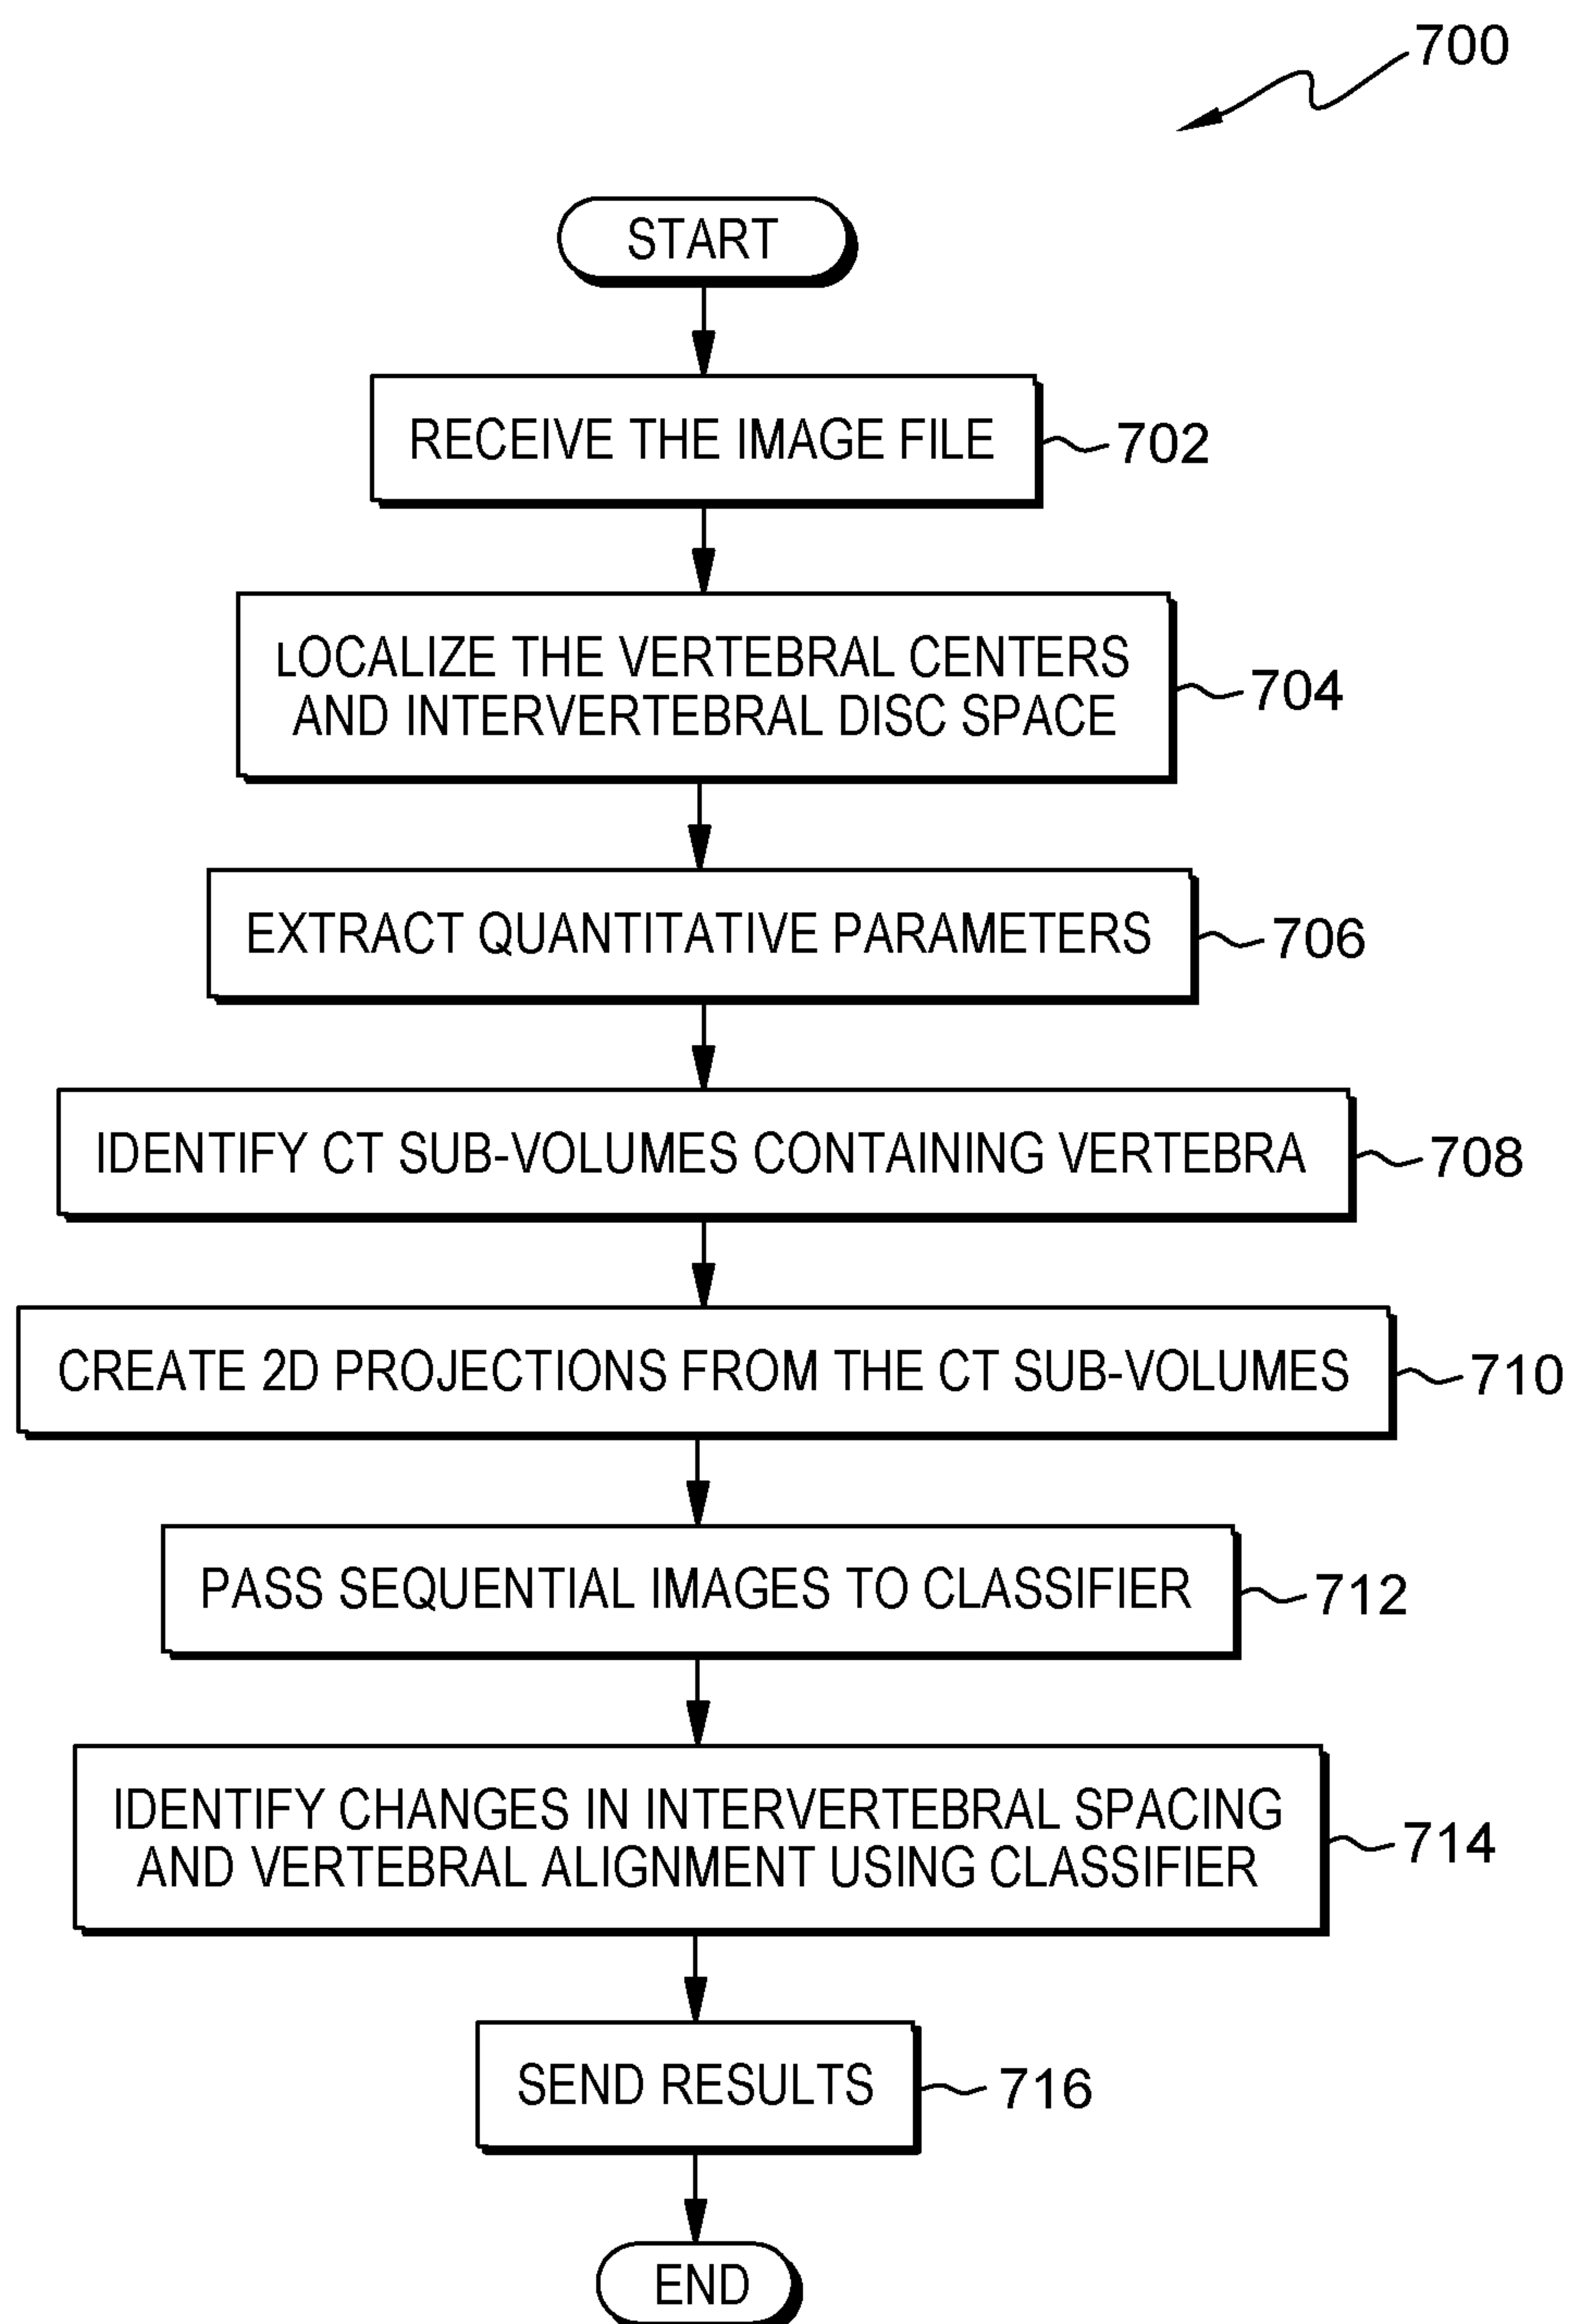 700
START
RECEIVE THE IMAGE FILE
702
LOCALIZE THE VERTEBRAL CENTERS
AND INTERVERTEBRAL DISC SPACE
704
EXTRACT QUANTITATIVE PARAMETERS
706
IDENTIFY CT SUB-VOLUMES CONTAINING VERTEBRA
708
CREATE 2D PROJECTIONS FROM THE CT SUB-VOLUMES
710
PASS SEQUENTIAL IMAGES TO CLASSIFIER
712
IDENTIFY CHANGES IN INTERVERTEBRAL SPACING
AND VERTEBRAL ALIGNMENT USING CLASSIFIER
714
SEND RESULTS
716
END